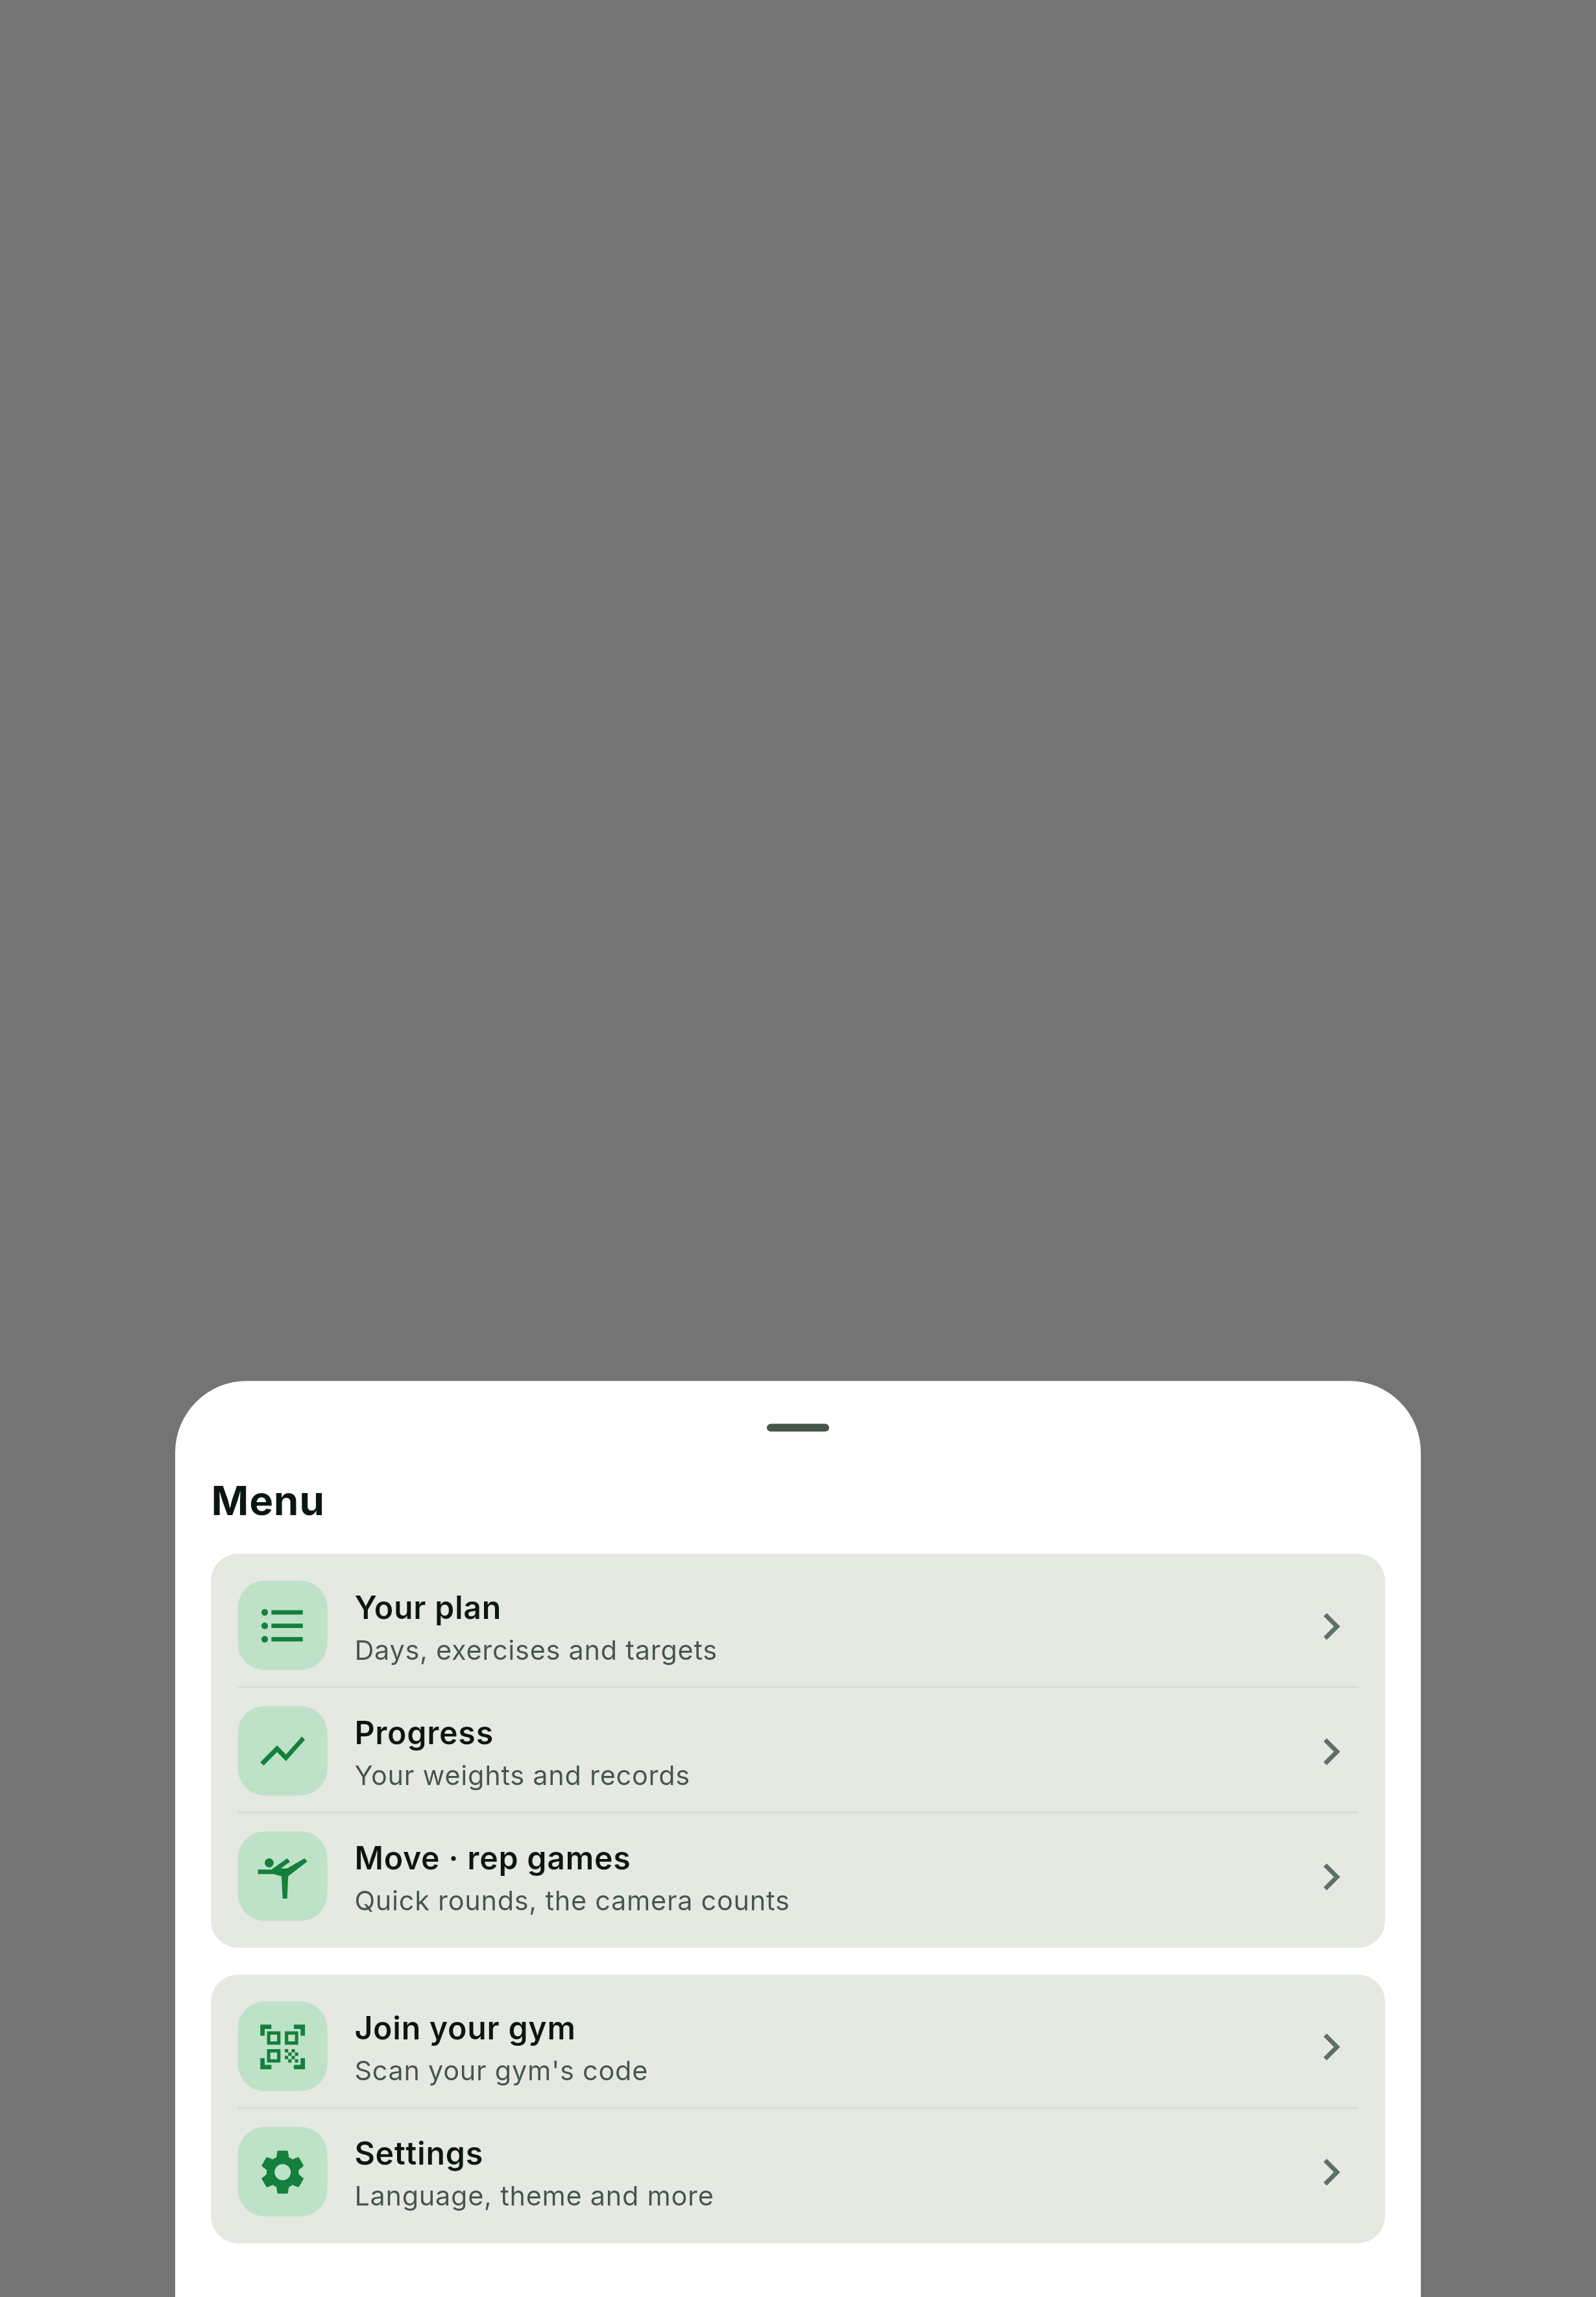 Menu
Your plan
Days, exercises and targets
Progress
Your weights and records
Move · rep games
Quick rounds, the camera counts
Join your gym
Scan your gym's code
Settings
Language, theme and more